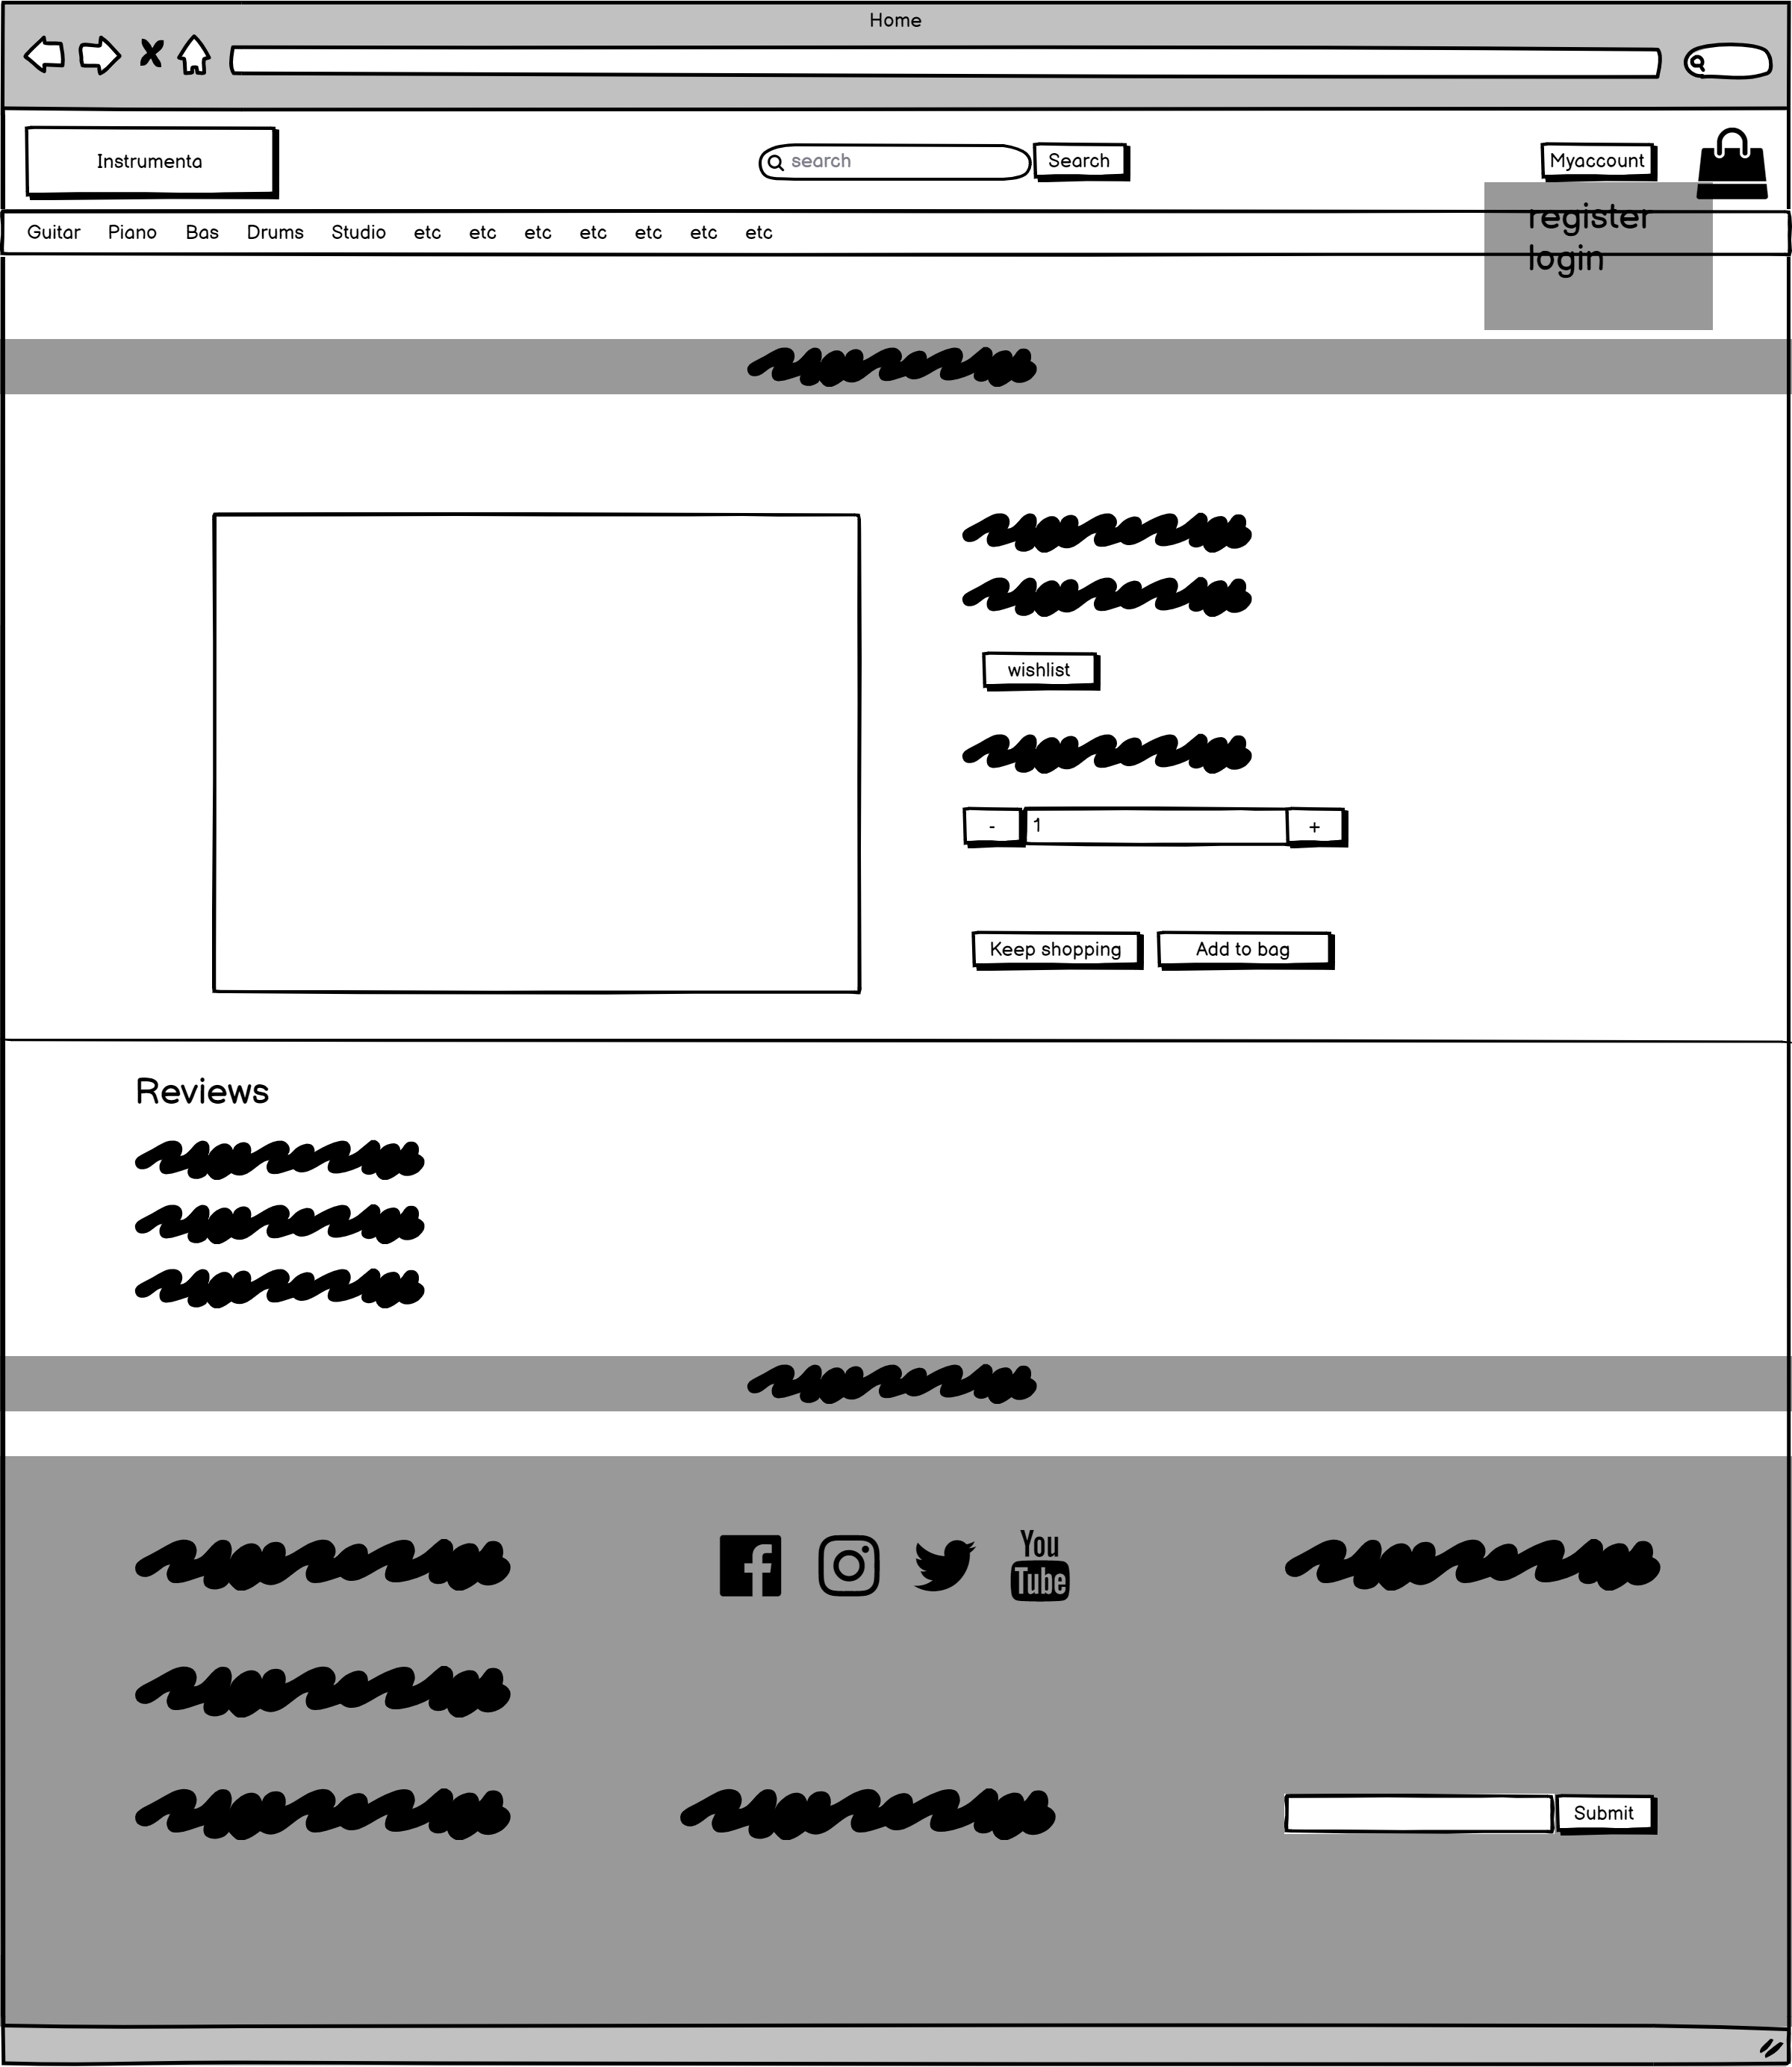 Home
Instrumenta
search
Search
Myaccount
register
login
Guitar Piano Bas Drums Studio etc etc etc etc etc etc etc
wishlist
- 1 +
Keep shopping
Add to bag
Reviews
You
Tube
Submit